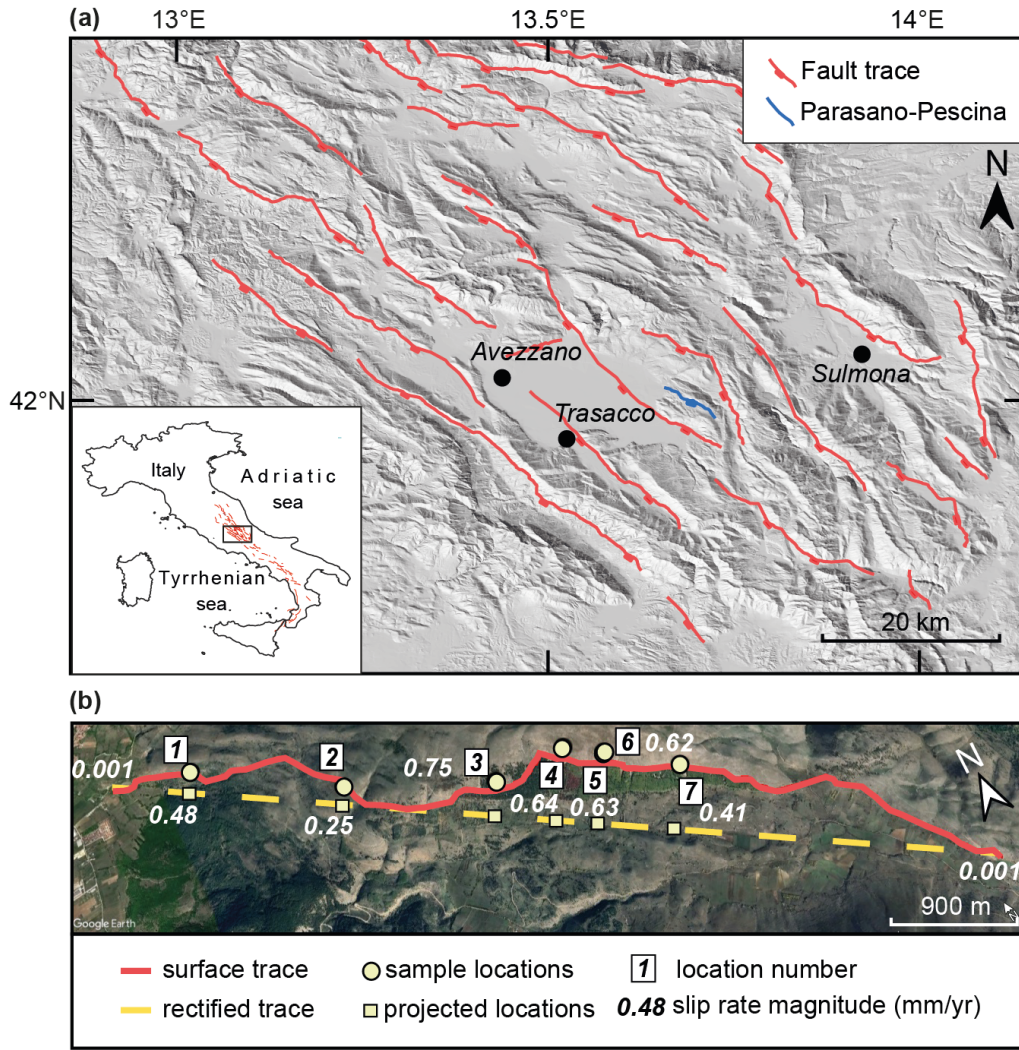 (a)
13°E 13.5°E 14°E
Fault trace
Parasano-Pescina
N
Avezzano
Sulmona
42°N
Trasacco
Italy
Adriatic
sea
Tyrrhenian
sea.
20 km
(b)
1 2 3 4 5 6 7
0.001 0.48 0.25 0.75 0.64 0.63 0.62 0.41 0.001
N
900 m
Google Earth
surface trace
sample locations
1 location number
rectified trace
projected locations
0.48 slip rate magnitude (mm/yr)